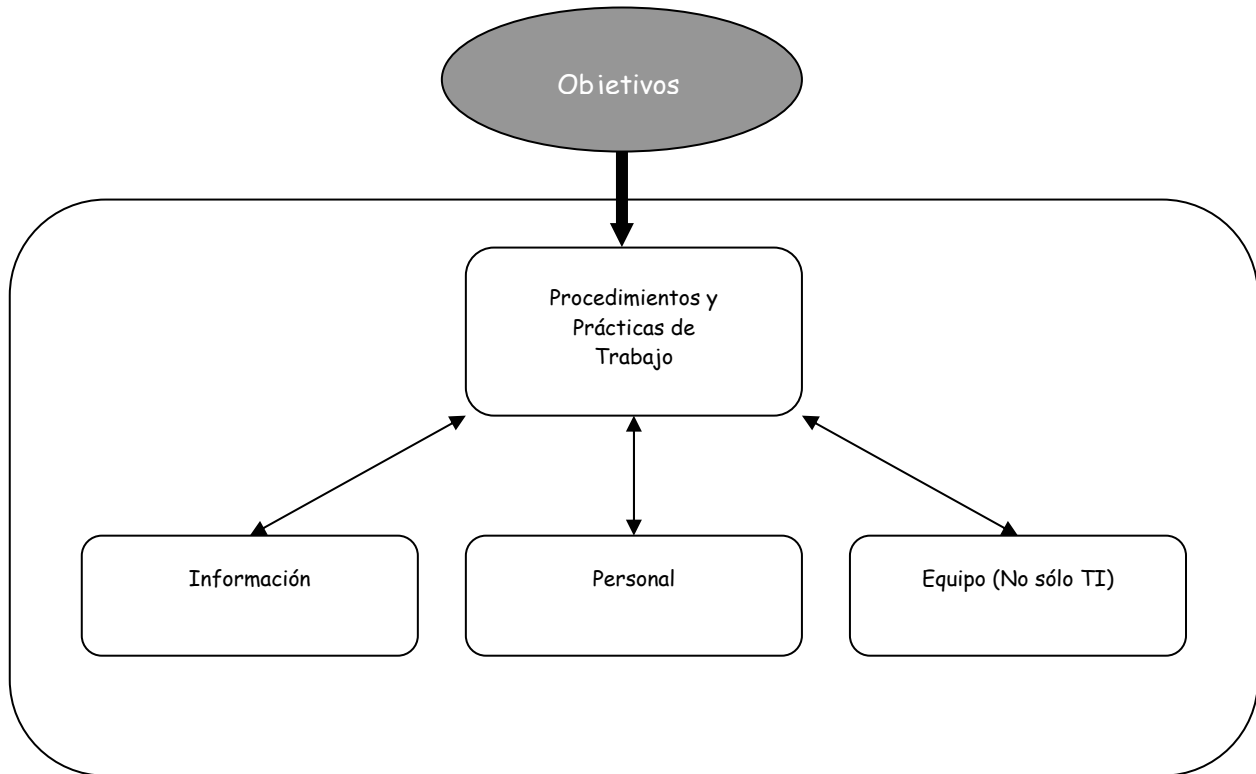 Objetivos
Procedimientos y
Prácticas de
Trabajo
Información
Personal
Equipo (No sólo TI)